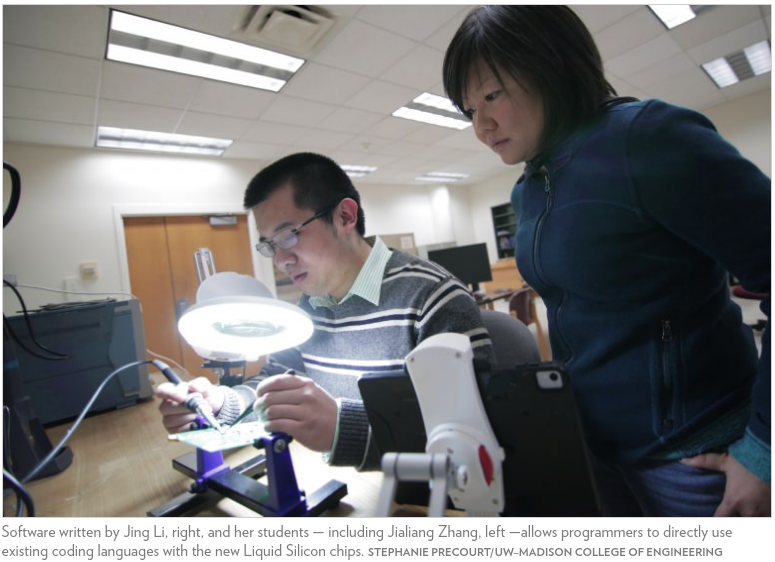 Software written by Jing Li, right, and her students — including Jialiang Zhang, left —allows programmers to directly use
existing coding languages with the new Liquid Silicon chips. STEPHANIE PRECOURT/UW–MADISON COLLEGE OF ENGINEERING